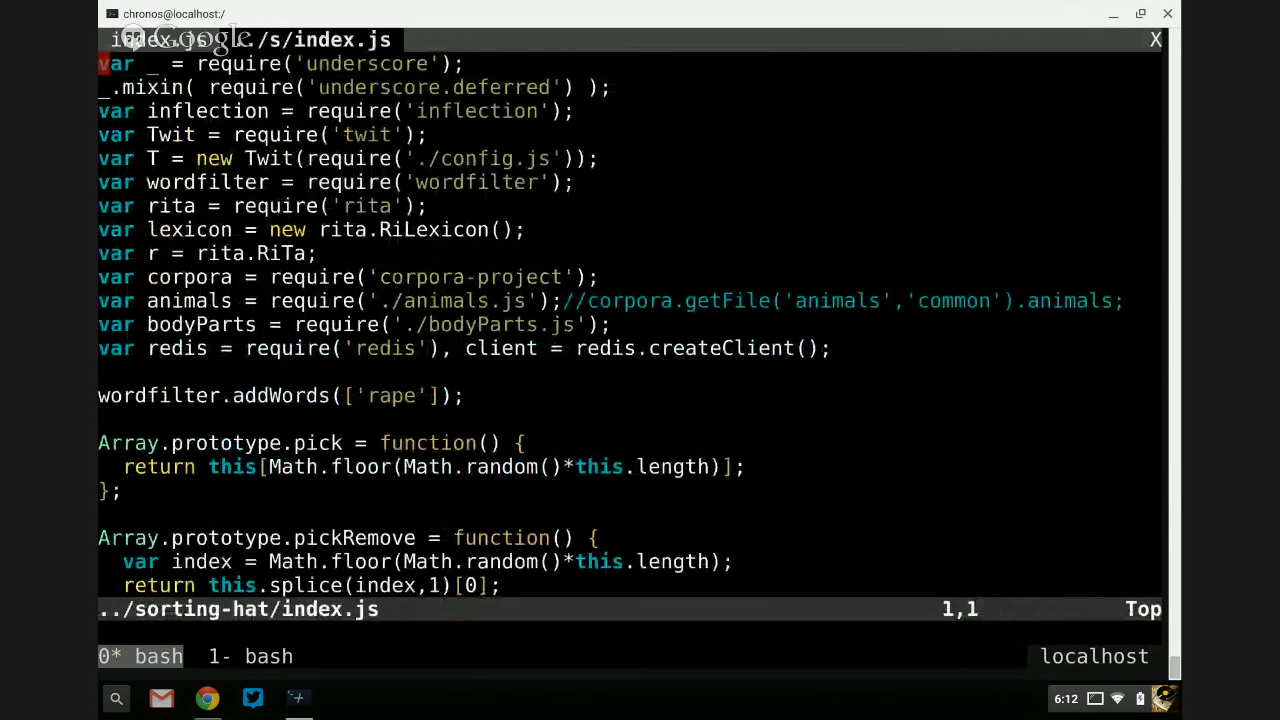 chronos@localhost:/
index.js ../s/index.js X
Google
var _ = require('underscore');
_.mixin( require('underscore.deferred') );
var inflection = require('inflection');
var Twit = require('twit');
var T = new Twit(require('./config.js'));
var wordfilter = require('wordfilter');
var rita = require('rita');
var lexicon = new rita.RiLexicon();
var r = rita.RiTa;
var corpora = require('corpora-project');
var animals = require('./animals.js');//corpora.getFile('animals','common').animals;
var bodyParts = require('./bodyParts.js');
var redis = require('redis'), client = redis.createClient();
wordfilter.addWords(['rape']);
Array.prototype.pick = function() {
return this[Math.floor(Math.random()*this.length)];
};
Array.prototype.pickRemove = function() {
var index = Math.floor(Math.random()*this.length);
return this.splice(index,1)[0];
../sorting-hat/index.js 1,1 Top
0* bash 1- bash localhost
6:12